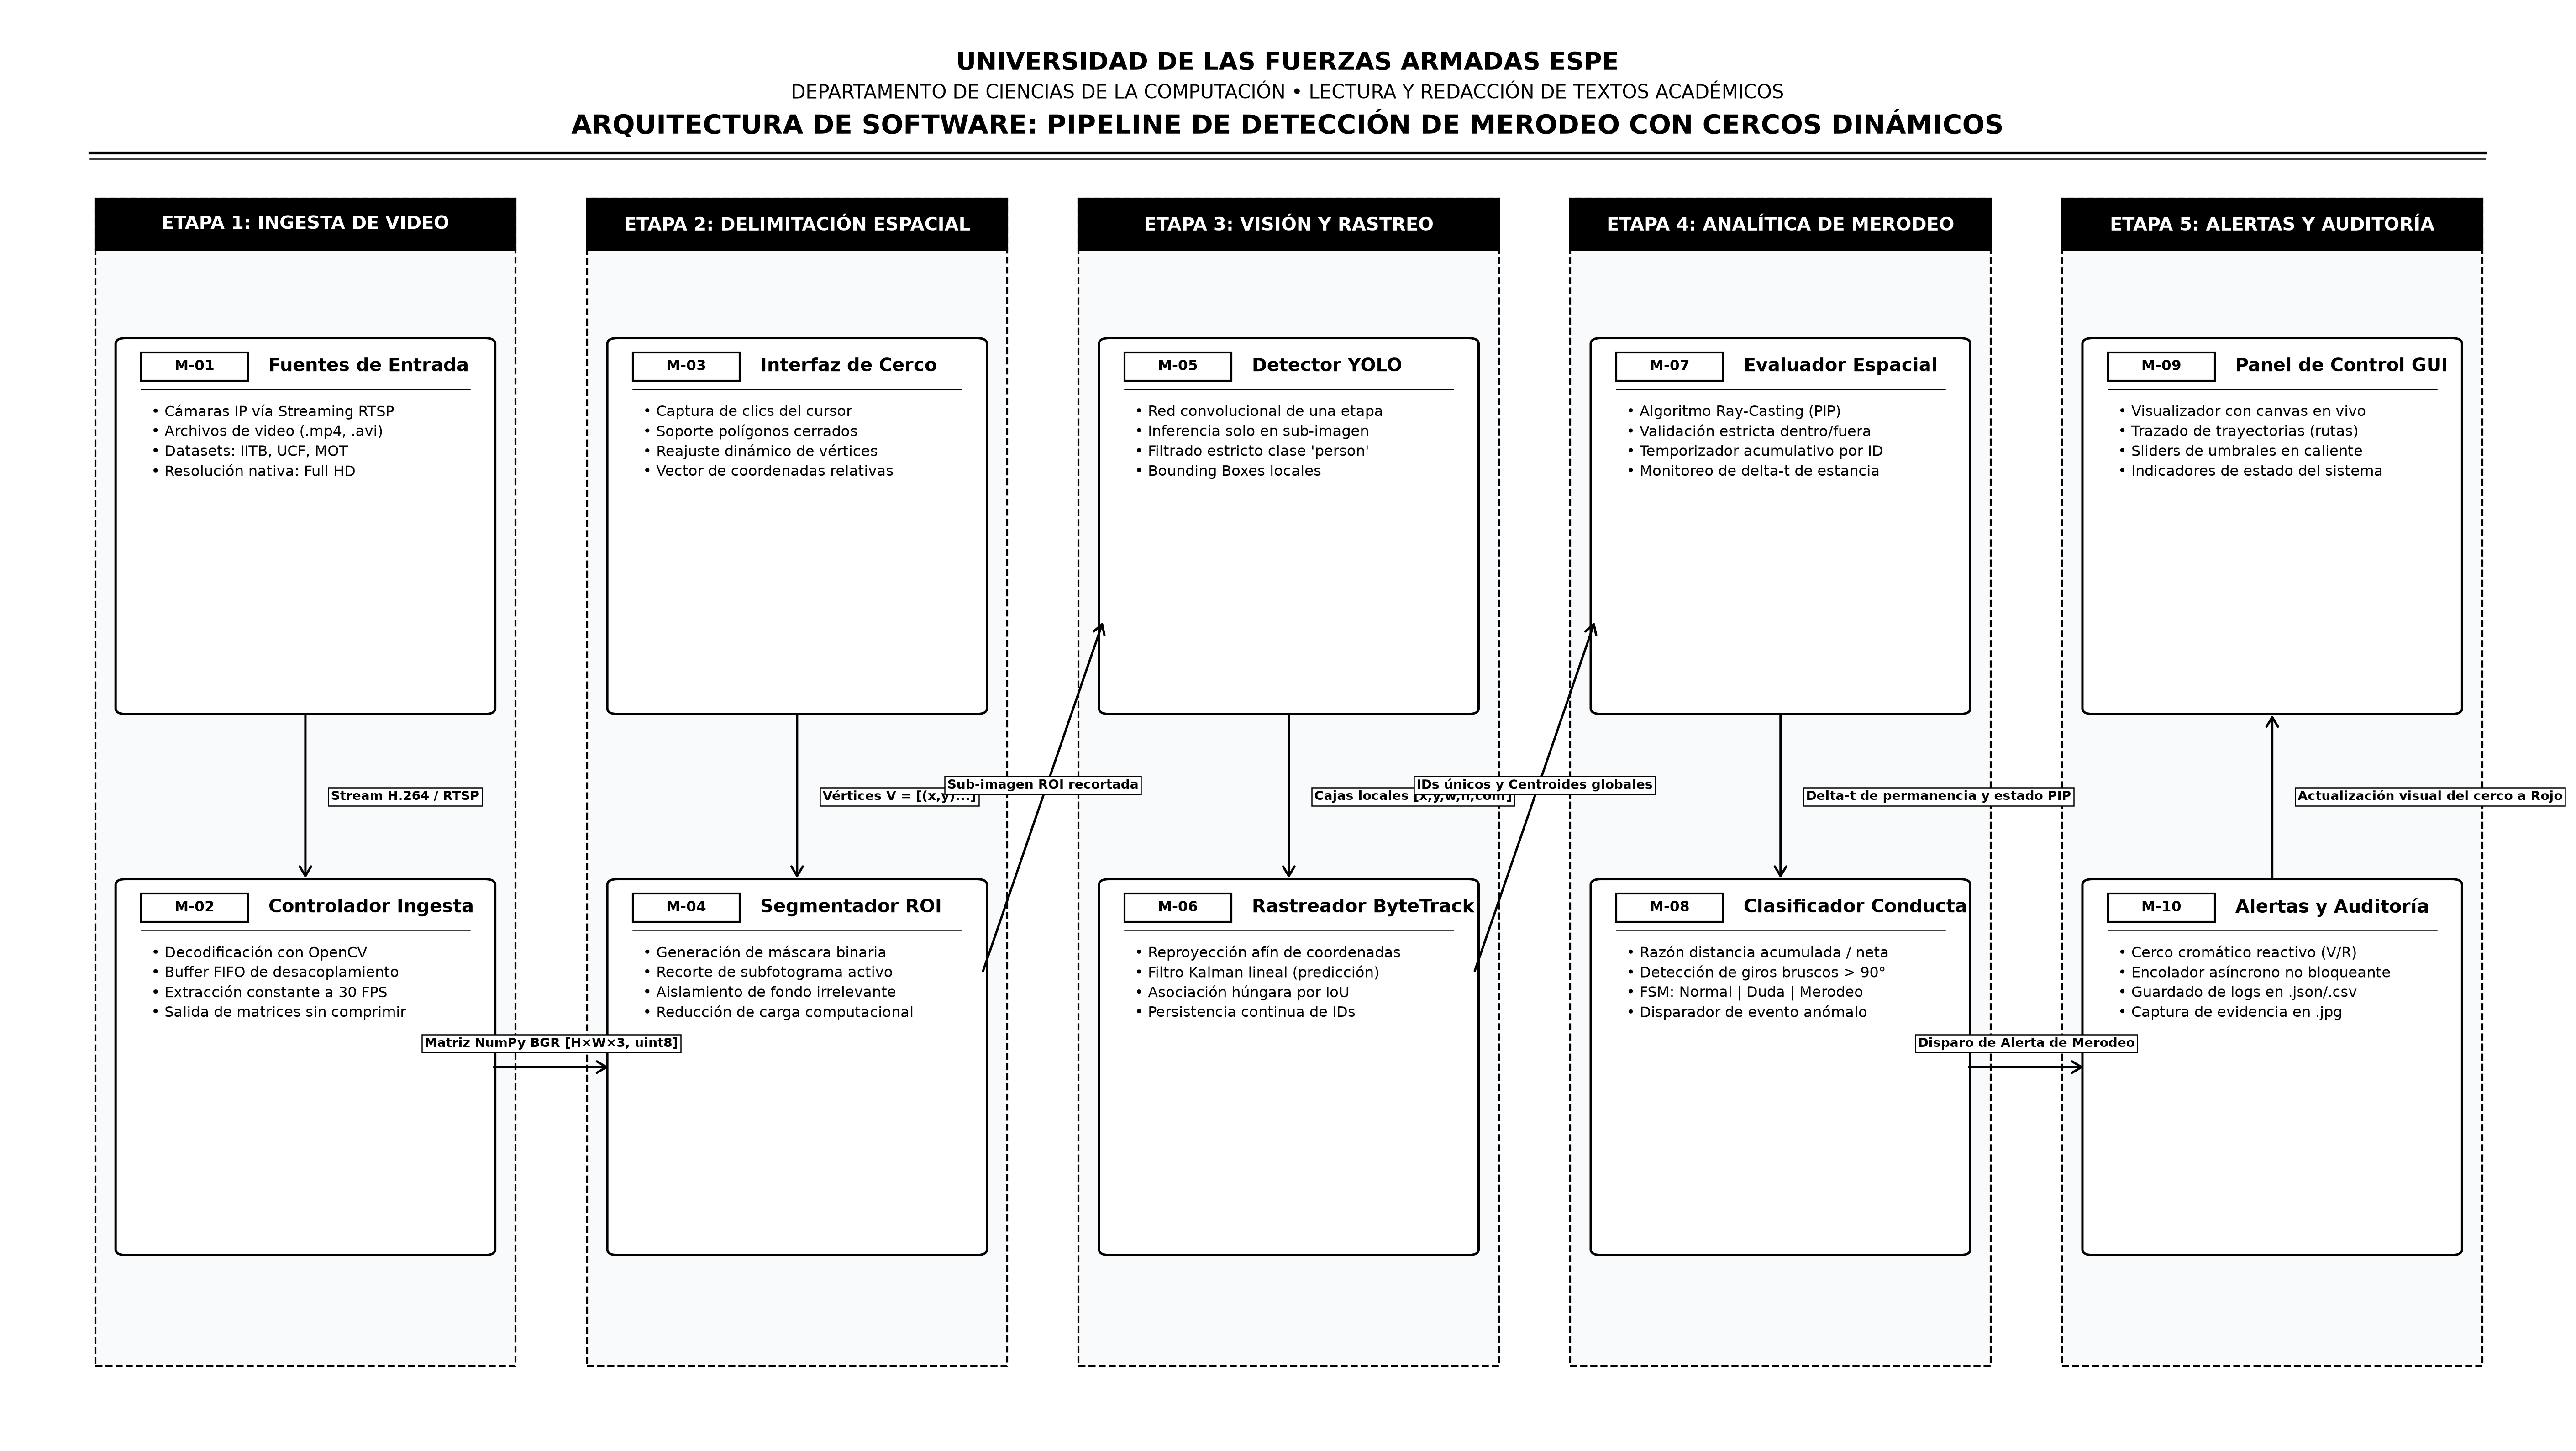 UNIVERSIDAD DE LAS FUERZAS ARMADAS ESPE
DEPARTAMENTO DE CIENCIAS DE LA COMPUTACIÓN • LECTURA Y REDACCIÓN DE TEXTOS ACADÉMICOS
ARQUITECTURA DE SOFTWARE: PIPELINE DE DETECCIÓN DE MERODEO CON CERCOS DINÁMICOS
ETAPA 1: INGESTA DE VIDEO
M-01 Fuentes de Entrada
• Cámaras IP vía Streaming RTSP
• Archivos de video (.mp4, .avi)
• Datasets: IITB, UCF, MOT
• Resolución nativa: Full HD
Stream H.264 / RTSP
M-02 Controlador Ingesta
• Decodificación con OpenCV
• Buffer FIFO de desacoplamiento
• Extracción constante a 30 FPS
• Salida de matrices sin comprimir
Matriz NumPy BGR [H×W×3, uint8]
ETAPA 2: DELIMITACIÓN ESPACIAL
M-03 Interfaz de Cerco
• Captura de clics del cursor
• Soporte polígonos cerrados
• Reajuste dinámico de vértices
• Vector de coordenadas relativas
Vértices V = [(x,y)...]
M-04 Segmentador ROI
• Generación de máscara binaria
• Recorte de subfotograma activo
• Aislamiento de fondo irrelevante
• Reducción de carga computacional
Sub-imagen ROI recortada
ETAPA 3: VISIÓN Y RASTREO
M-05 Detector YOLO
• Red convolucional de una etapa
• Inferencia solo en sub-imagen
• Filtrado estricto clase 'person'
• Bounding Boxes locales
Cajas locales [x,y,w,h,conf]
M-06 Rastreador ByteTrack
• Reproyección afín de coordenadas
• Filtro Kalman lineal (predicción)
• Asociación húngara por IoU
• Persistencia continua de IDs
IDs únicos y Centroides globales
ETAPA 4: ANALÍTICA DE MERODEO
M-07 Evaluador Espacial
• Algoritmo Ray-Casting (PIP)
• Validación estricta dentro/fuera
• Temporizador acumulativo por ID
• Monitoreo de delta-t de estancia
Delta-t de permanencia y estado PIP
M-08 Clasificador Conducta
• Razón distancia acumulada / neta
• Detección de giros bruscos > 90°
• FSM: Normal | Duda | Merodeo
• Disparador de evento anómalo
Disparo de Alerta de Merodeo
ETAPA 5: ALERTAS Y AUDITORÍA
M-09 Panel de Control GUI
• Visualizador con canvas en vivo
• Trazado de trayectorias (rutas)
• Sliders de umbrales en caliente
• Indicadores de estado del sistema
Actualización visual del cerco a Rojo
M-10 Alertas y Auditoría
• Cerco cromático reactivo (V/R)
• Encolador asíncrono no bloqueante
• Guardado de logs en .json/.csv
• Captura de evidencia en .jpg